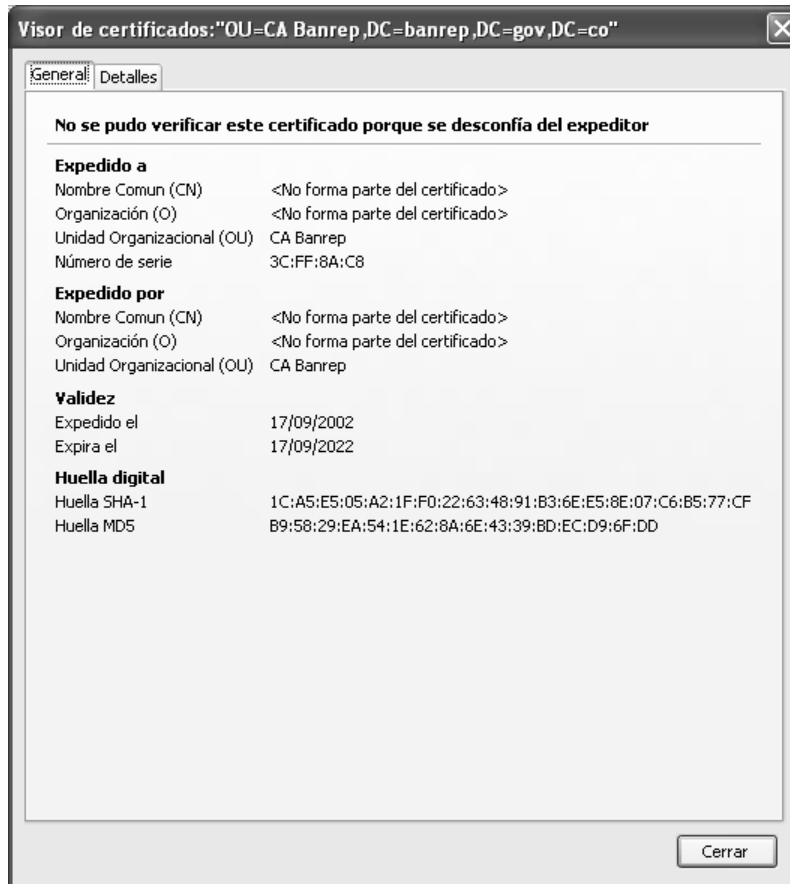 Visor de certificados:"OU=CA Banrep,DC=banrep,DC=gov,DC=co"
General Detalles
No se pudo verificar este certificado porque se desconfía del expeditor
Expedido a
Nombre Comun (CN) <No forma parte del certificado>
Organización (O) <No forma parte del certificado>
Unidad Organizacional (OU) CA Banrep
Número de serie 3C:FF:8A:C8
Expedido por
Nombre Comun (CN) <No forma parte del certificado>
Organización (O) <No forma parte del certificado>
Unidad Organizacional (OU) CA Banrep
Validez
Expedido el 17/09/2002
Expira el 17/09/2022
Huella digital
Huella SHA-1 1C:A5:E5:05:A2:1F:F0:22:63:48:91:B3:6E:E5:8E:07:C6:B5:77:CF
Huella MD5 B9:58:29:EA:54:1E:62:8A:6E:43:39:BD:EC:D9:6F:DD
Cerrar